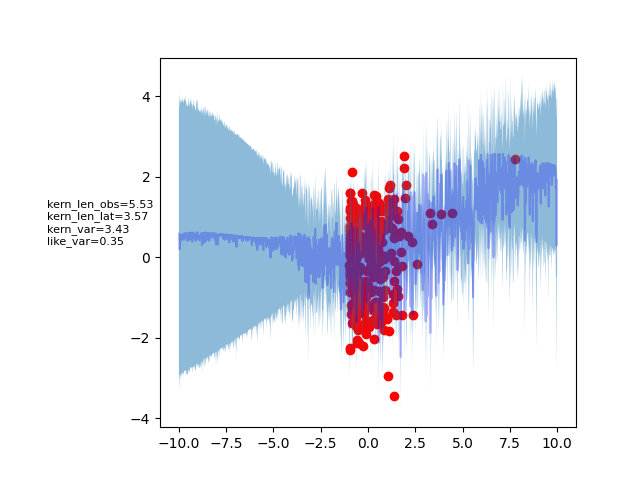 4
2
0
−2
−4
kern_len_obs=5.53
kern_len_lat=3.57
kern_var=3.43
like_var=0.35
−10.0 −7.5 −5.0 −2.5 0.0 2.5 5.0 7.5 10.0